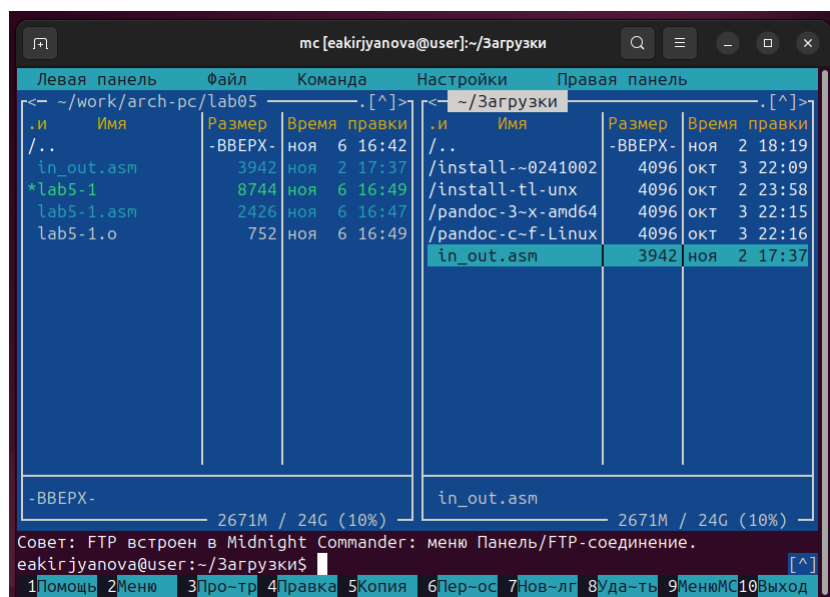 mc [eakirjyanova@user]:~/Загрузки
Левая панель Файл Команда Настройки Правая панель
<− ~/work/arch-pc/lab05 .[^]> <− ~/Загрузки .[^]>
.и Имя Размер Время правки .и Имя Размер Время правки
/.. -ВВЕРХ- ноя 6 16:42 /.. -ВВЕРХ- ноя 2 18:19
in_out.asm 3942 ноя 2 17:37 /install-~0241002 4096 окт 3 22:09
*lab5-1 8744 ноя 6 16:49 /install-tl-unx 4096 окт 2 23:58
lab5-1.asm 2426 ноя 6 16:47 /pandoc-3~x-amd64 4096 окт 3 22:15
lab5-1.o 752 ноя 6 16:49 /pandoc-c~f-Linux 4096 окт 3 22:16
in_out.asm 3942 ноя 2 17:37
-ВВЕРХ- in_out.asm
2671M / 24G (10%) 2671M / 24G (10%)
Совет: FTP встроен в Midnight Commander: меню Панель/FTP-соединение.
eakirjyanova@user:~/Загрузки$ [^]
1Помощь 2Меню 3Про~тр 4Правка 5Копия 6Пер~ос 7Нов~лг 8Уда~ть 9МенюMC 10Выход